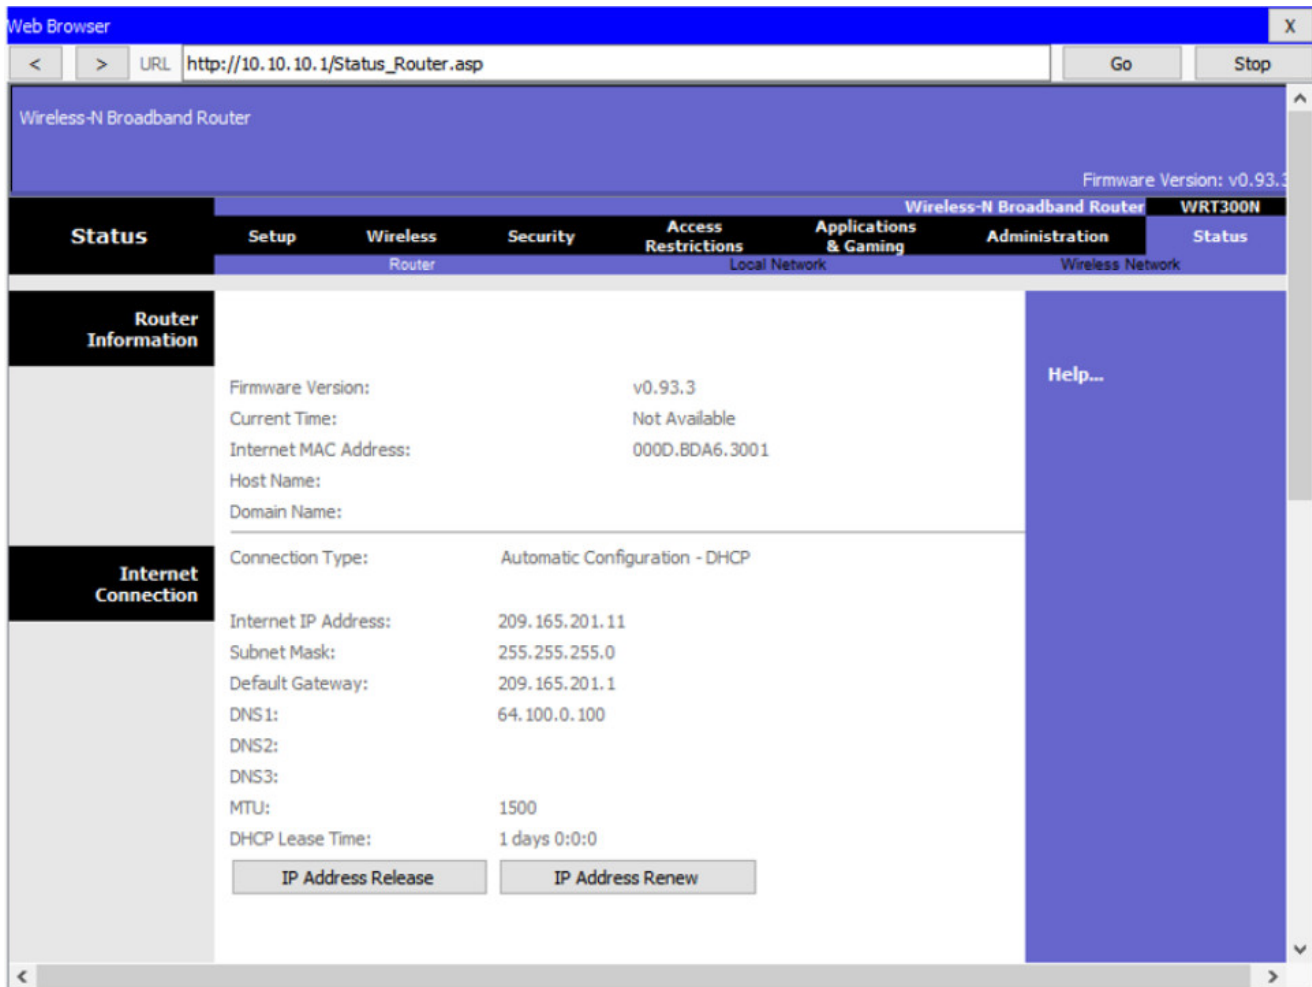 Web Browser X
< > URL http://10.10.10.1/Status_Router.asp Go Stop
Wireless-N Broadband Router
Firmware Version: v0.93.3
Wireless-N Broadband Router WRT300N
Status Setup Wireless Security Access Restrictions Applications & Gaming Administration Status
Router Local Network Wireless Network
Router
Information
Help...
Firmware Version: v0.93.3
Current Time: Not Available
Internet MAC Address: 000D.BDA6.3001
Host Name:
Domain Name:
Internet
Connection
Connection Type: Automatic Configuration - DHCP
Internet IP Address: 209.165.201.11
Subnet Mask: 255.255.255.0
Default Gateway: 209.165.201.1
DNS1: 64.100.0.100
DNS2:
DNS3:
MTU: 1500
DHCP Lease Time: 1 days 0:0:0
IP Address Release IP Address Renew